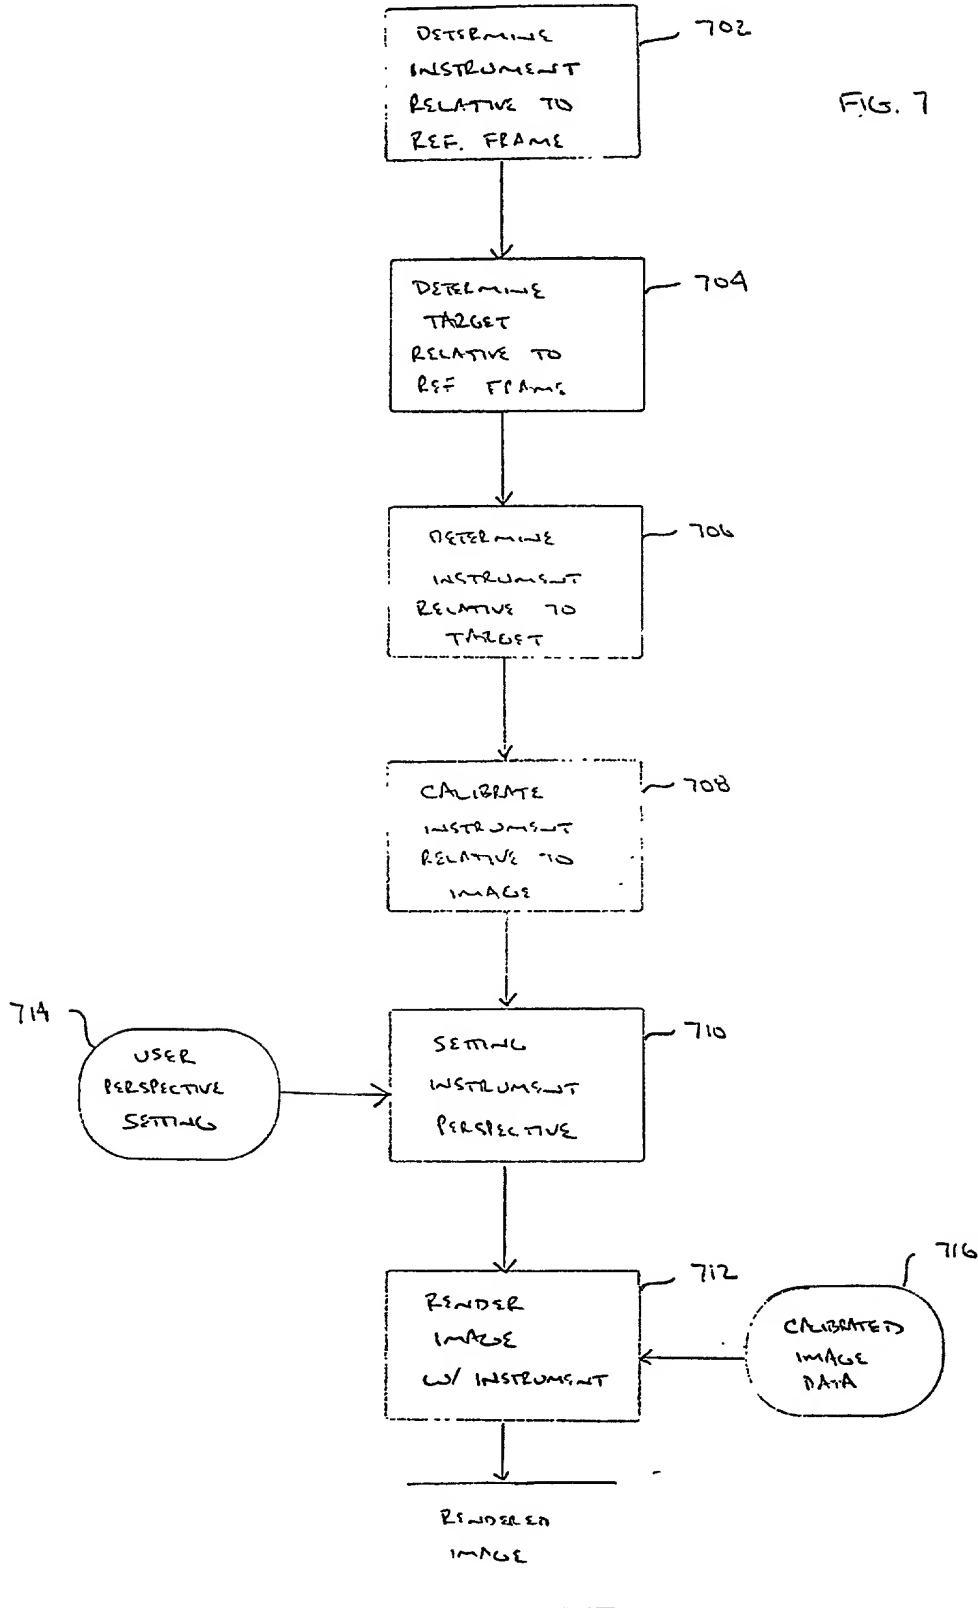 DETERMINE
INSTRUMENT
RELATIVE TO
REF. FRAME
702
FIG. 7
DETERMINE
TARGET
RELATIVE TO
REF FRAME
704
DETERMINE
INSTRUMENT
RELATIVE TO
TARGET
706
CALIBRATE
INSTRUMENT
RELATIVE TO
IMAGE
708
714
USER
PERSPECTIVE
SETTING
SETTING
INSTRUMENT
PERSPECTIVE
710
RENDER
IMAGE
W/ INSTRUMENT
712
716
CALIBRATED
IMAGE
DATA
RENDERED
IMAGE